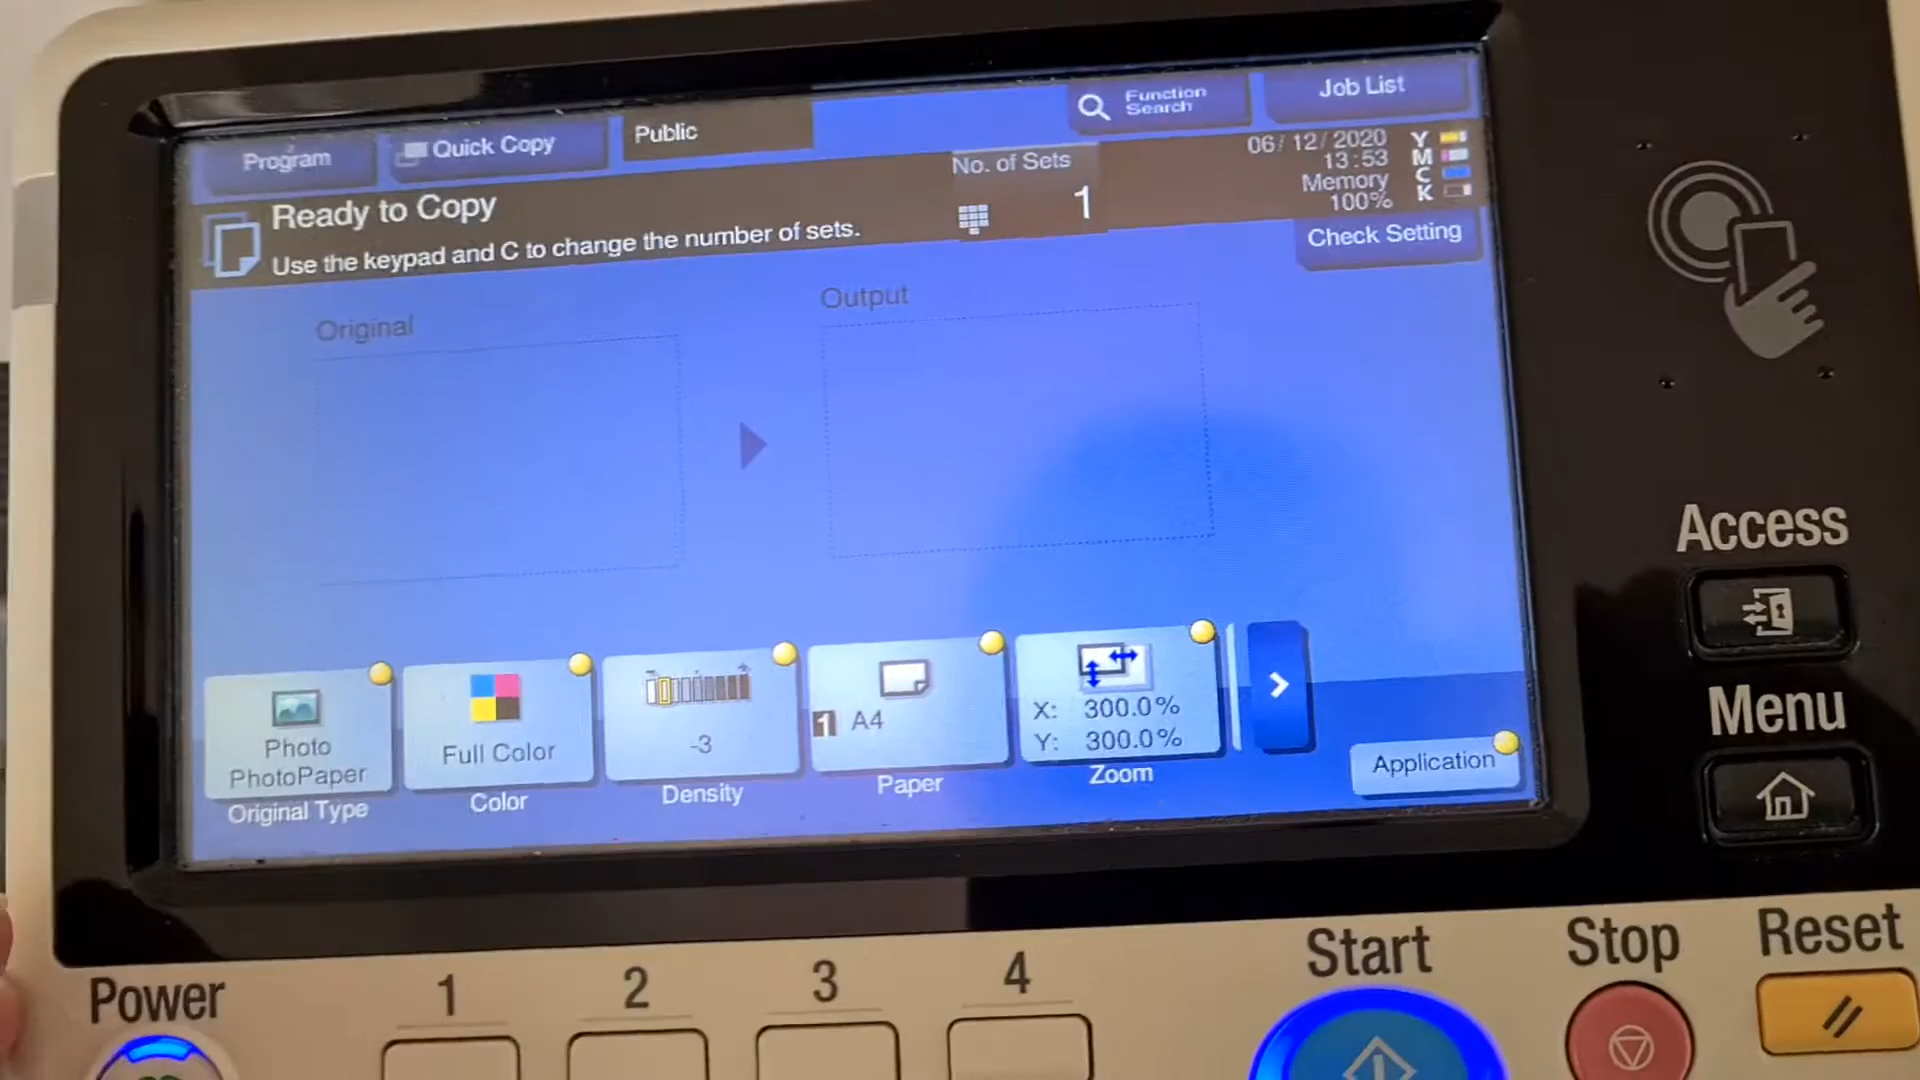 Program
Quick Copy
Public
Function
Search
Job List
Ready to Copy
Use the keypad and C to change the number of sets.
No. of Sets
1
06/12/2020
13:53
Memory
100%
Y
M
C
K
Check Setting
Original
Output
Photo
PhotoPaper
Original Type
Full Color
Color
-3
Density
1 A4
Paper
X: 300.0%
Y: 300.0%
Zoom
Application
Access
Menu
Power
1
2
3
4
Start
Stop
Reset